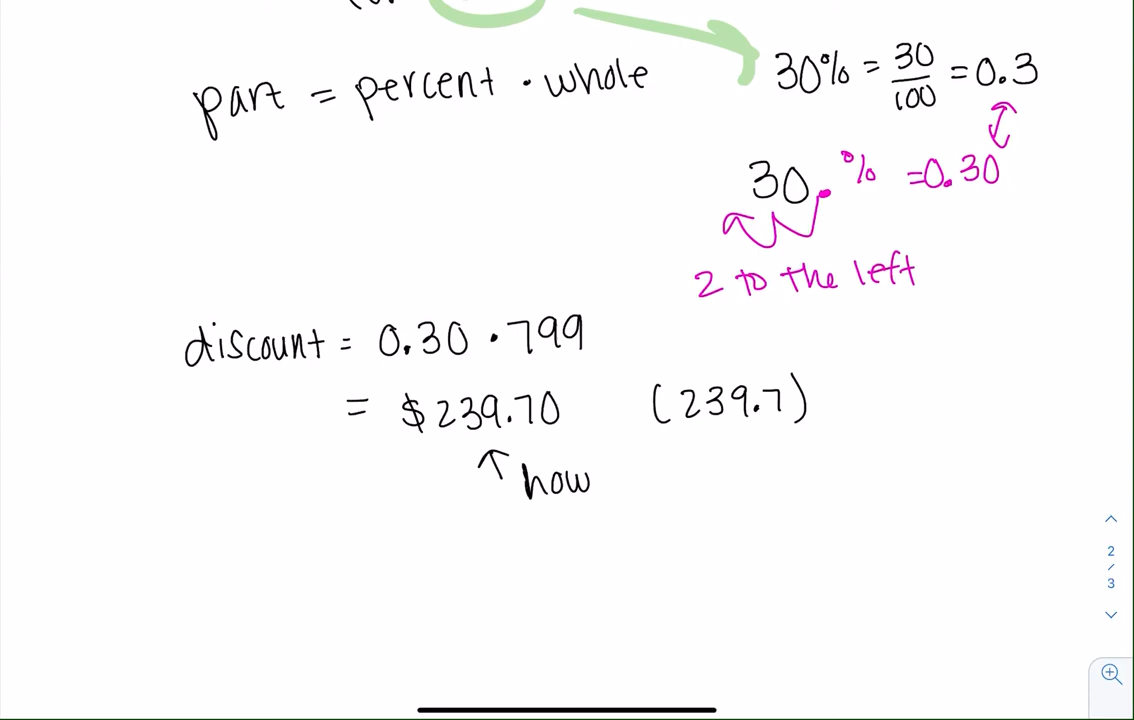 part = percent · whole
30% = 30/100 = 0.3
30.% = 0.30
2 to the left
discount = 0.30 · 799
= $239.70 (239.7)
↑ how
2
/
3